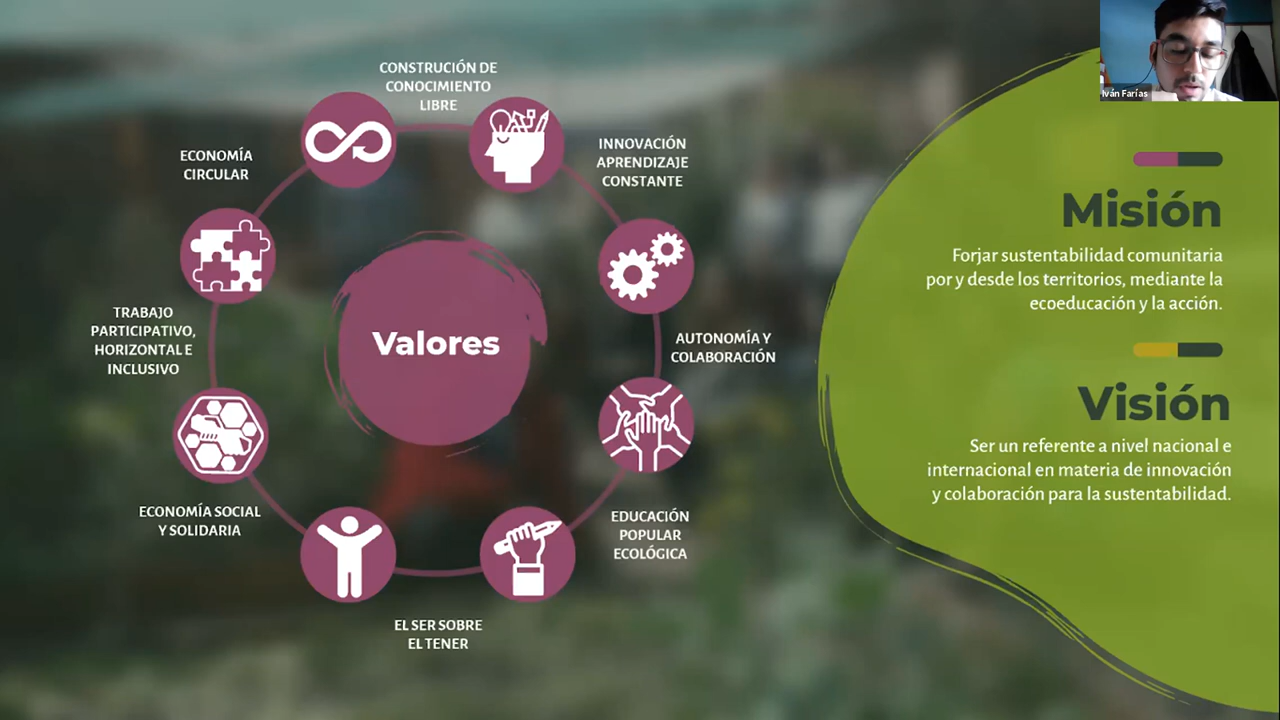 CONSTRUCIÓN DE
CONOCIMIENTO
LIBRE
INNOVACIÓN
APRENDIZAJE
CONSTANTE
AUTONOMÍA Y
COLABORACIÓN
EDUCACIÓN
POPULAR
ECOLÓGICA
EL SER SOBRE
EL TENER
ECONOMÍA SOCIAL
Y SOLIDARIA
TRABAJO
PARTICIPATIVO,
HORIZONTAL E
INCLUSIVO
ECONOMÍA
CIRCULAR
Valores
Iván Farías
Misión
Forjar sustentabilidad comunitaria
por y desde los territorios, mediante la
ecoeducación y la acción.
Visión
Ser un referente a nivel nacional e
internacional en materia de innovación
y colaboración para la sustentabilidad.